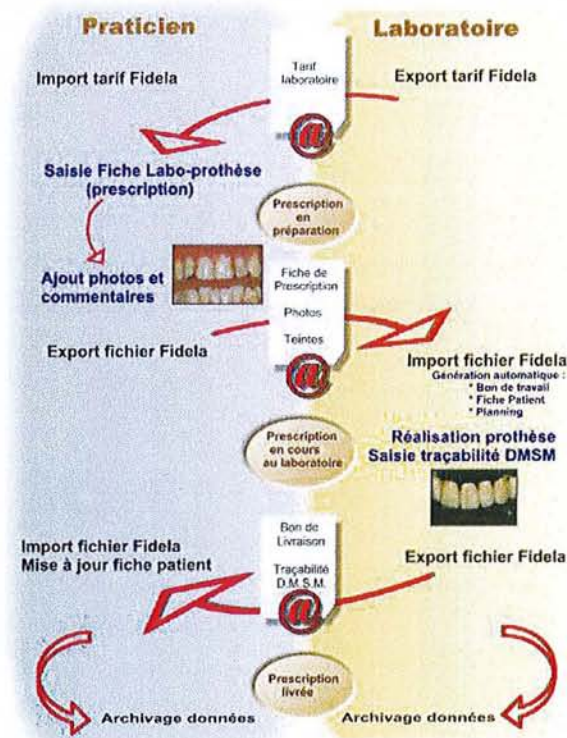 Praticien
Laboratoire
Tarif
laboratoire
Import tarif Fidela
Export tarif Fidela
@
Saisie Fiche Labo-prothèse
(prescription)
Prescription
en
préparation
Ajout photos et
commentaires
Fiche de
Prescription
Photos
Teintes
Export fichier Fidela
@
Import fichier Fidela
Génération automatique :
* Bon de travail
* Fiche Patient
* Planning
Prescription
en cours
au laboratoire
Réalisation prothèse
Saisie traçabilité DMSM
Bon de
Livraison
Traçabilité
D.M.S.M.
Import fichier Fidela
Mise à jour fiche patient
Export fichier Fidela
@
Prescription
livrée
Archivage données
Archivage données